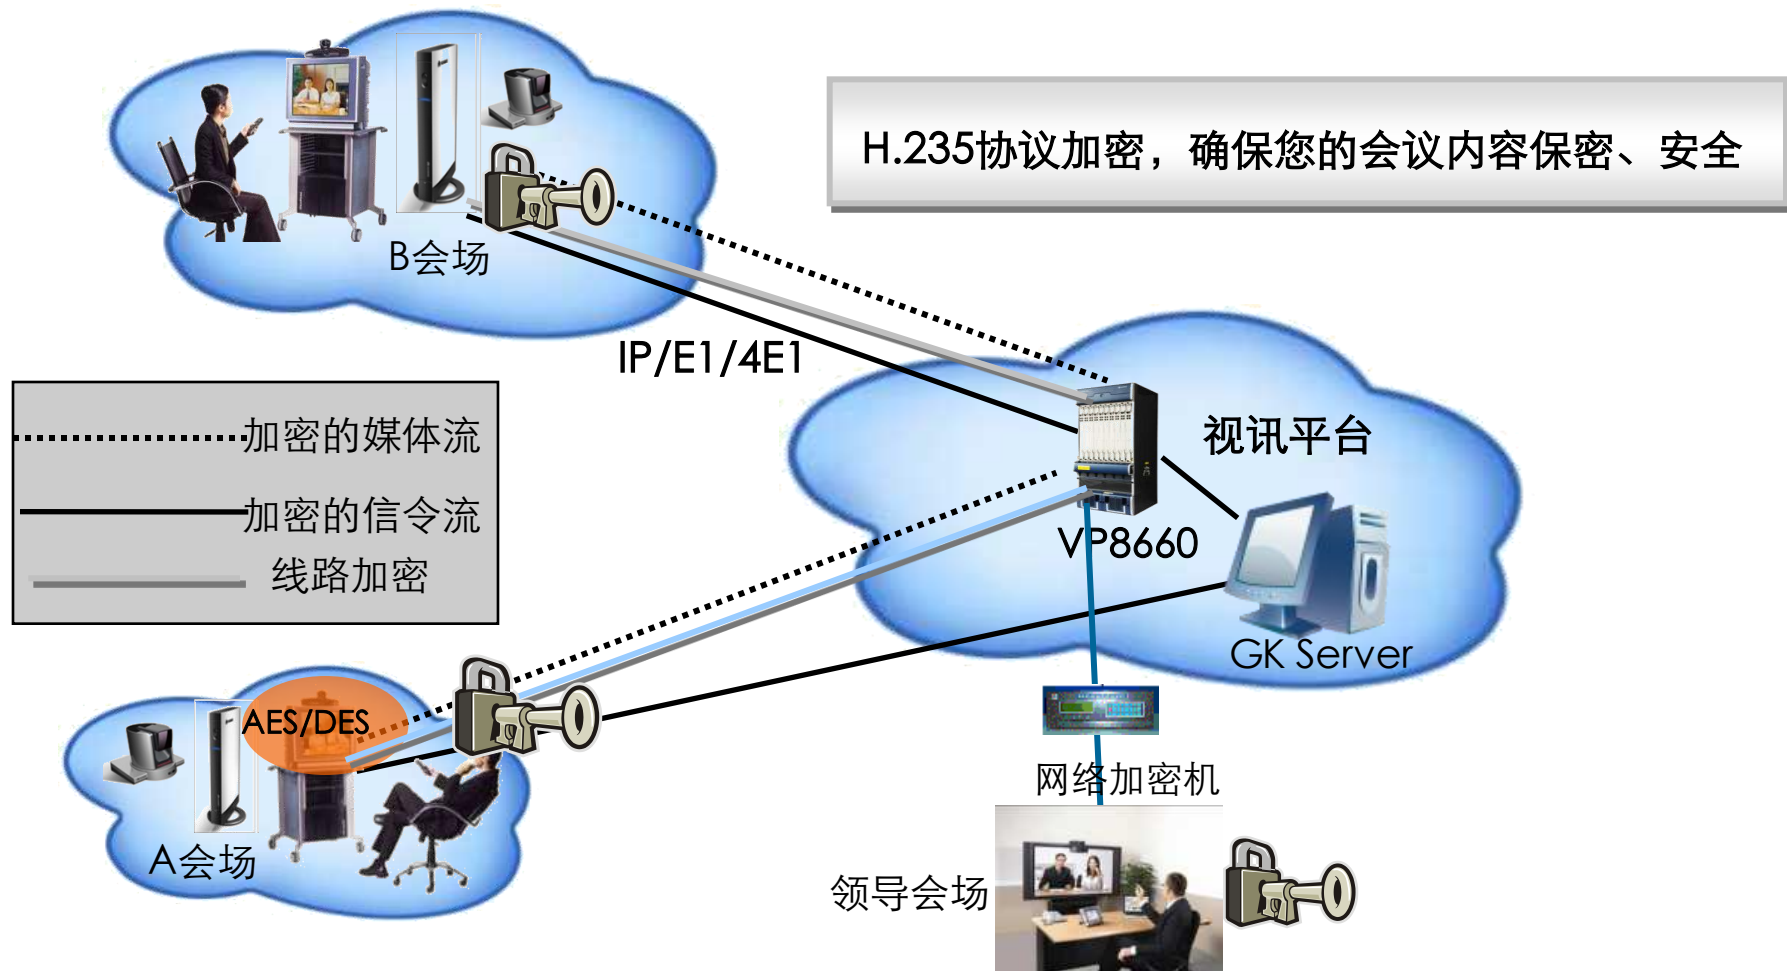 H.235协议加密，确保您的会议内容保密、安全
B会场
IP/E1/4E1
加密的媒体流
加密的信令流
线路加密
视讯平台
VP8660
GK Server
AES/DES
A会场
网络加密机
领导会场